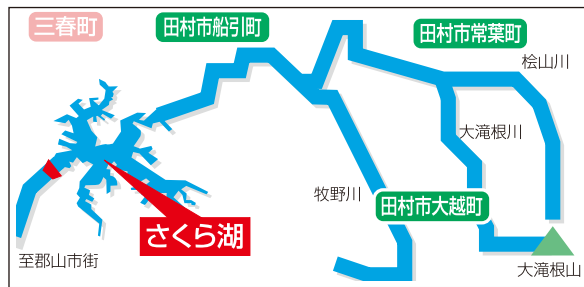 三春町
田村市船引町
田村市常葉町
桧山川
大滝根川
牧野川
田村市大越町
さくら湖
至郡山市街
大滝根山